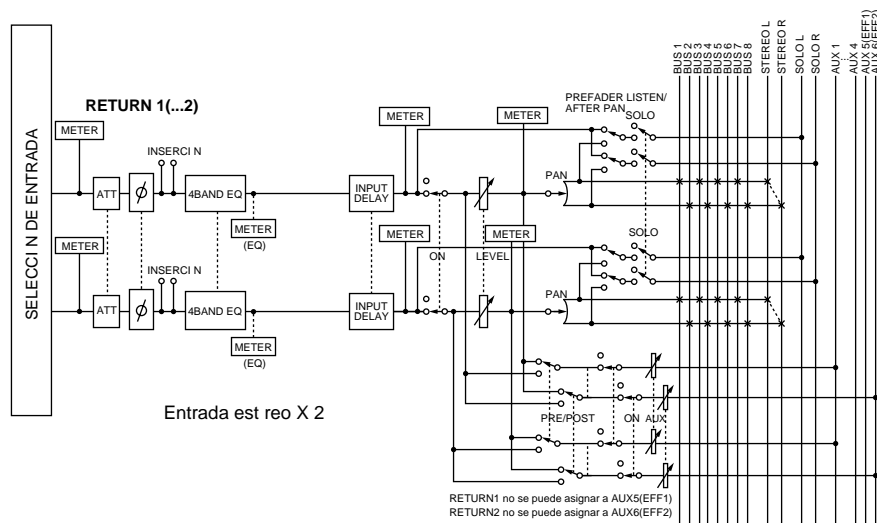 BUS 1
BUS 2
BUS 3
BUS 4
BUS 5
BUS 6
BUS 7
BUS 8
STEREO L
STEREO R
SOLO L
SOLO R
AUX 1
...
AUX 4
AUX 5(EFF1)
AUX 6(EFF2)
SELECCI N DE ENTRADA
RETURN 1(...2)
PREFADER LISTEN/
AFTER PAN
SOLO
METER
METER
METER
INSERCI N
ATT
ϕ
4BAND EQ
INPUT
DELAY
PAN
METER
(EQ)
METER
METER
METER
ON
LEVEL
SOLO
INSERCI N
ATT
ϕ
4BAND EQ
INPUT
DELAY
PAN
METER
(EQ)
Entrada est reo X 2
PRE/POST
ON
AUX
RETURN1 no se puede asignar a AUX5(EFF1)
RETURN2 no se puede asignar a AUX6(EFF2)